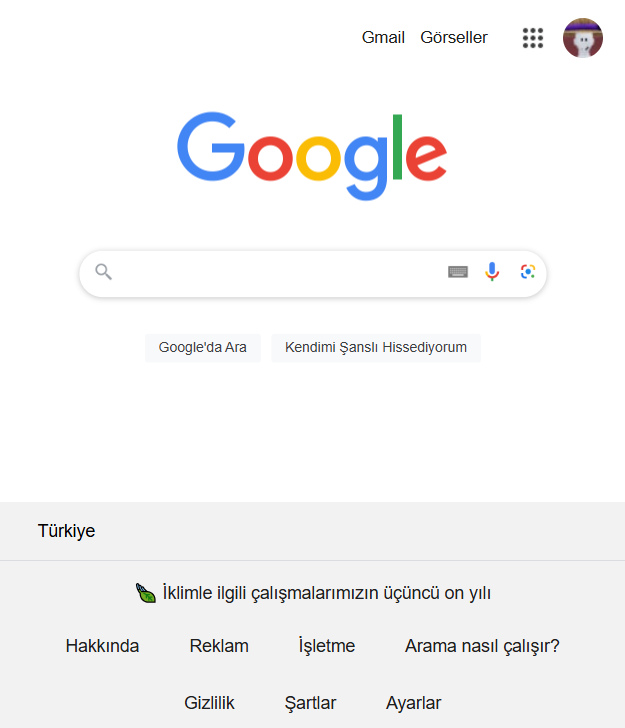 Gmail Görseller
Google
Google'da Ara Kendimi Şanslı Hissediyorum
Türkiye
İklimle ilgili çalışmalarımızın üçüncü on yılı
Hakkında Reklam İşletme Arama nasıl çalışır?
Gizlilik Şartlar Ayarlar